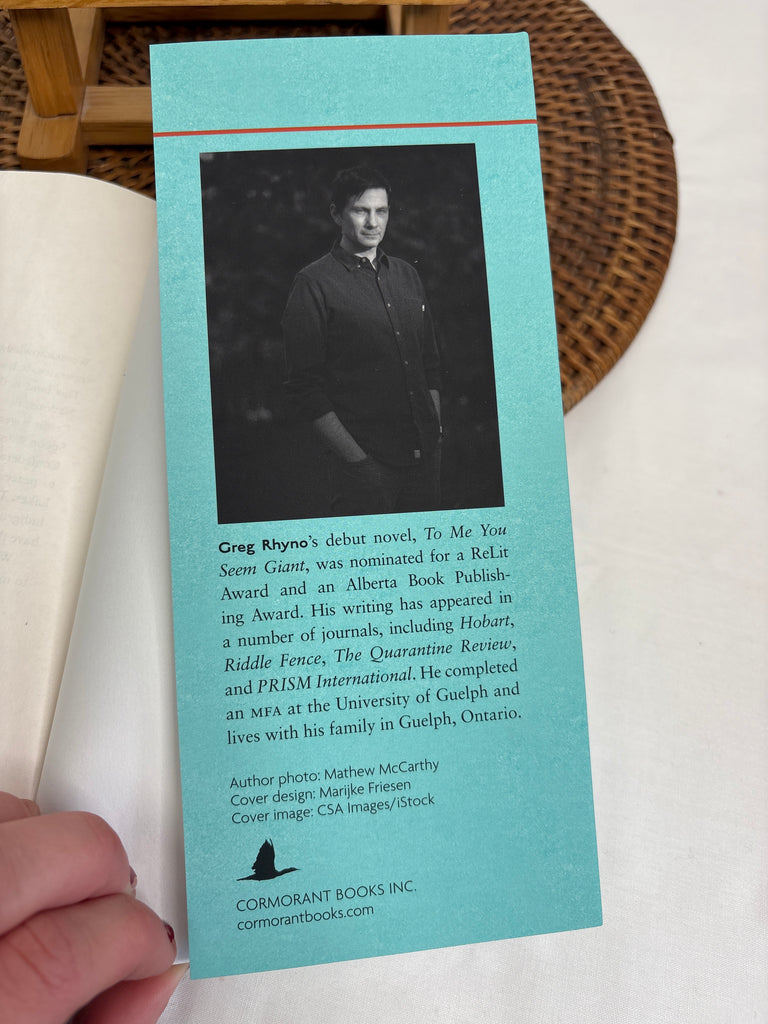 Greg Rhyno's debut novel, To Me You
Seem Giant, was nominated for a ReLit
Award and an Alberta Book Publish-
ing Award. His writing has appeared in
a number of journals, including Hobart,
Riddle Fence, The Quarantine Review,
and PRISM International. He completed
an MFA at the University of Guelph and
lives with his family in Guelph, Ontario.
Author photo: Mathew McCarthy
Cover design: Marijke Friesen
Cover image: CSA Images/iStock
CORMORANT BOOKS INC.
cormorantbooks.com